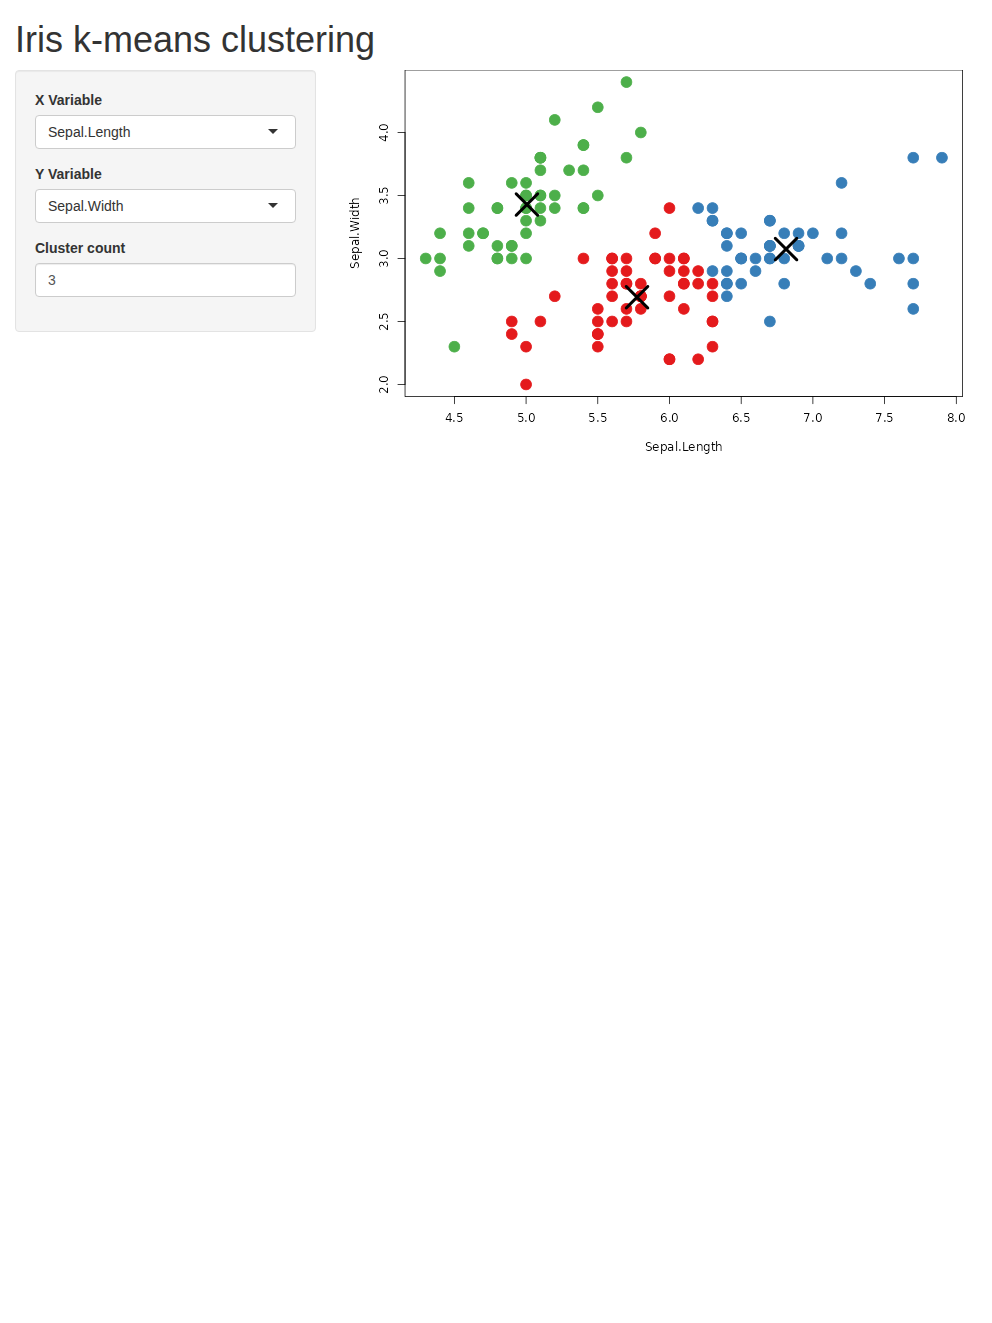 Iris k-means clustering
X Variable
Sepal.Length
Y Variable
Sepal.Width
Cluster count
3
Sepal.Width
4.0
3.5
3.0
2.5
2.0
4.5 5.0 5.5 6.0 6.5 7.0 7.5 8.0
Sepal.Length